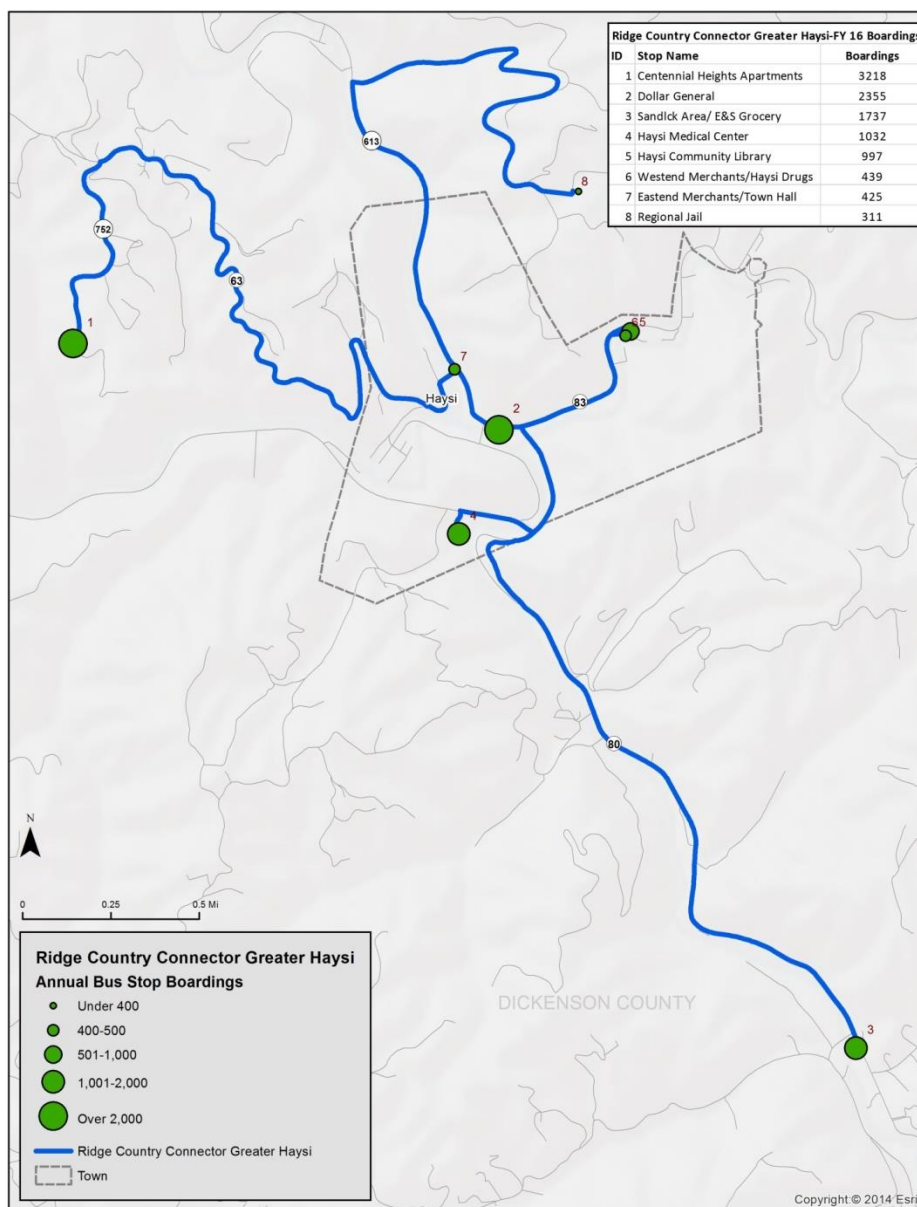 Ridge Country Connector Greater Haysi-FY 16 Boardings
ID Stop Name Boardings
1 Centennial Heights Apartments 3218
2 Dollar General 2355
3 Sandlck Area/ E&S Grocery 1737
4 Haysi Medical Center 1032
5 Haysi Community Library 997
6 Westend Merchants/Haysi Drugs 439
7 Eastend Merchants/Town Hall 425
8 Regional Jail 311
613
8
752
63
1
65
7
Haysi
83
2
4
80
N
0 0.25 0.5 Mi
DICKENSON COUNTY
3
Ridge Country Connector Greater Haysi
Annual Bus Stop Boardings
Under 400
400-500
501-1,000
1,001-2,000
Over 2,000
Ridge Country Connector Greater Haysi
Town
Copyright:© 2014 Esri